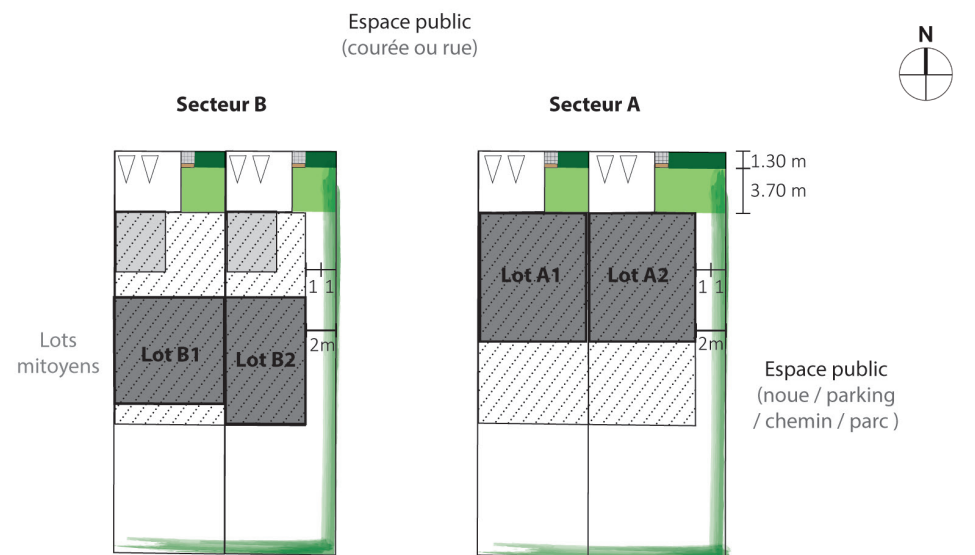 Espace public
(courée ou rue)
N
Secteur B
Secteur A
1.30 m
3.70 m
Lot A1
Lot A2
1 1
1 1
Lots
mitoyens
Lot B1
Lot B2
2m
2m
Espace public
(noue / parking
/ chemin / parc )